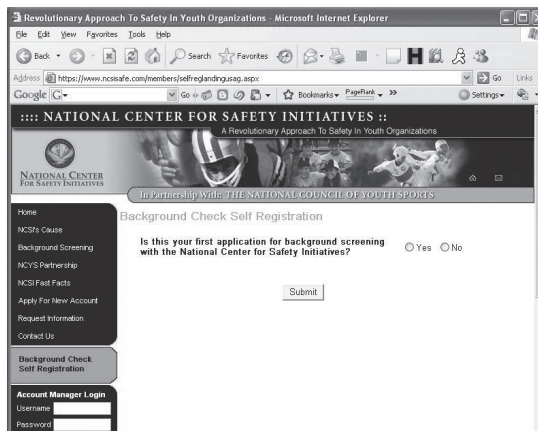 Revolutionary Approach To Safety In Youth Organizations - Microsoft Internet Explorer
File Edit View Favorites Tools Help
Back Search Favorites
Address https://www.ncsisafe.com/members/selfreglandingusag.aspx Go Links
Google G Go Bookmarks PageRank Settings
:::: NATIONAL CENTER FOR SAFETY INITIATIVES ::
A Revolutionary Approach To Safety In Youth Organizations
NATIONAL CENTER
FOR SAFETY INITIATIVES
In Partnership With: THE NATIONAL COUNCIL OF YOUTH SPORTS
Home
NCSI's Cause
Background Screening
NCYS Partnership
NCSI Fast Facts
Apply For New Account
Request Information
Contact Us
Background Check
Self Registration
Account Manager Login
Username
Password
Background Check Self Registration
Is this your first application for background screening
with the National Center for Safety Initiatives? Yes No
Submit